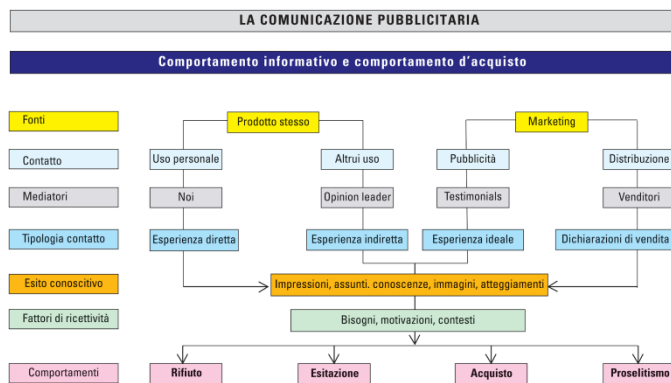 LA COMUNICAZIONE PUBBLICITARIA
Comportamento informativo e comportamento d'acquisto
Fonti
Prodotto stesso
Marketing
Contatto
Uso personale
Altrui uso
Pubblicità
Distribuzione
Mediatori
Noi
Opinion leader
Testimonials
Venditori
Tipologia contatto
Esperienza diretta
Esperienza indiretta
Esperienza ideale
Dichiarazioni di vendita
Esito conoscitivo
Impressioni, assunti. conoscenze, immagini, atteggiamenti
Fattori di ricettività
Bisogni, motivazioni, contesti
Comportamenti
Rifiuto
Esitazione
Acquisto
Proselitismo